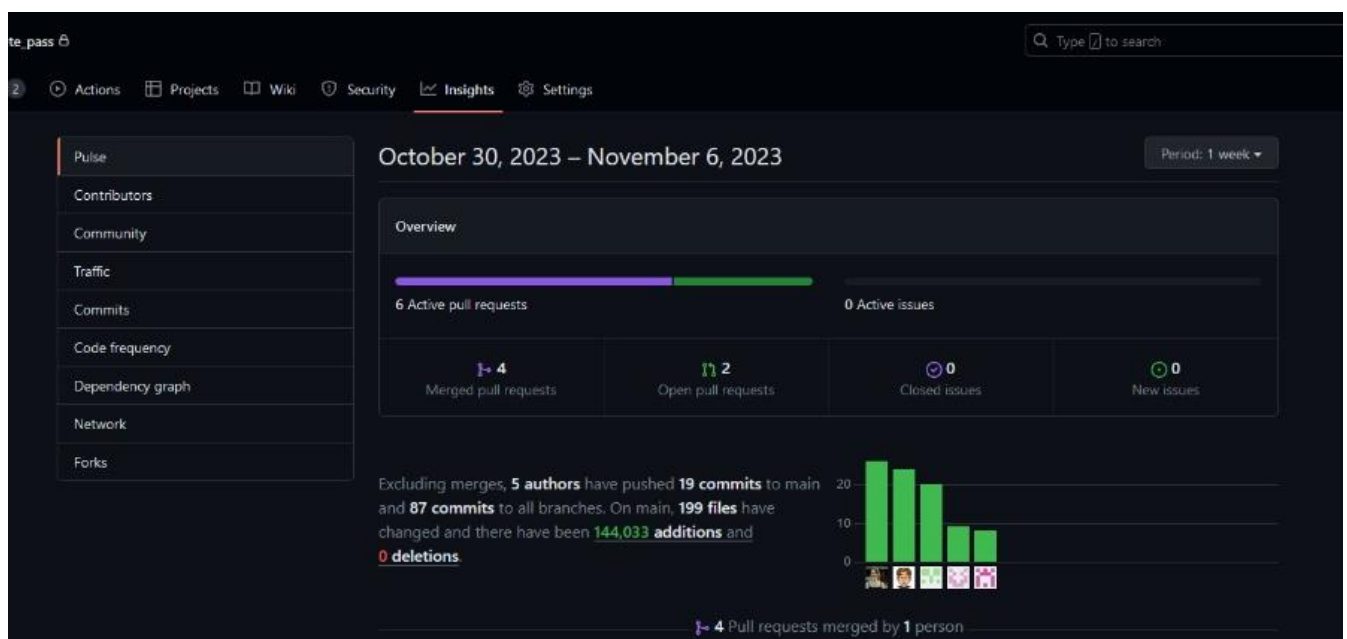 te_pass
Type / to search
2 Actions Projects Wiki Security Insights Settings
Pulse
Contributors
Community
Traffic
Commits
Code frequency
Dependency graph
Network
Forks
October 30, 2023 – November 6, 2023
Period: 1 week
Overview
6 Active pull requests
0 Active issues
4
Merged pull requests
2
Open pull requests
0
Closed issues
0
New issues
Excluding merges, 5 authors have pushed 19 commits to main
and 87 commits to all branches. On main, 199 files have
changed and there have been 144,033 additions and
0 deletions.
20
10
0
4 Pull requests merged by 1 person